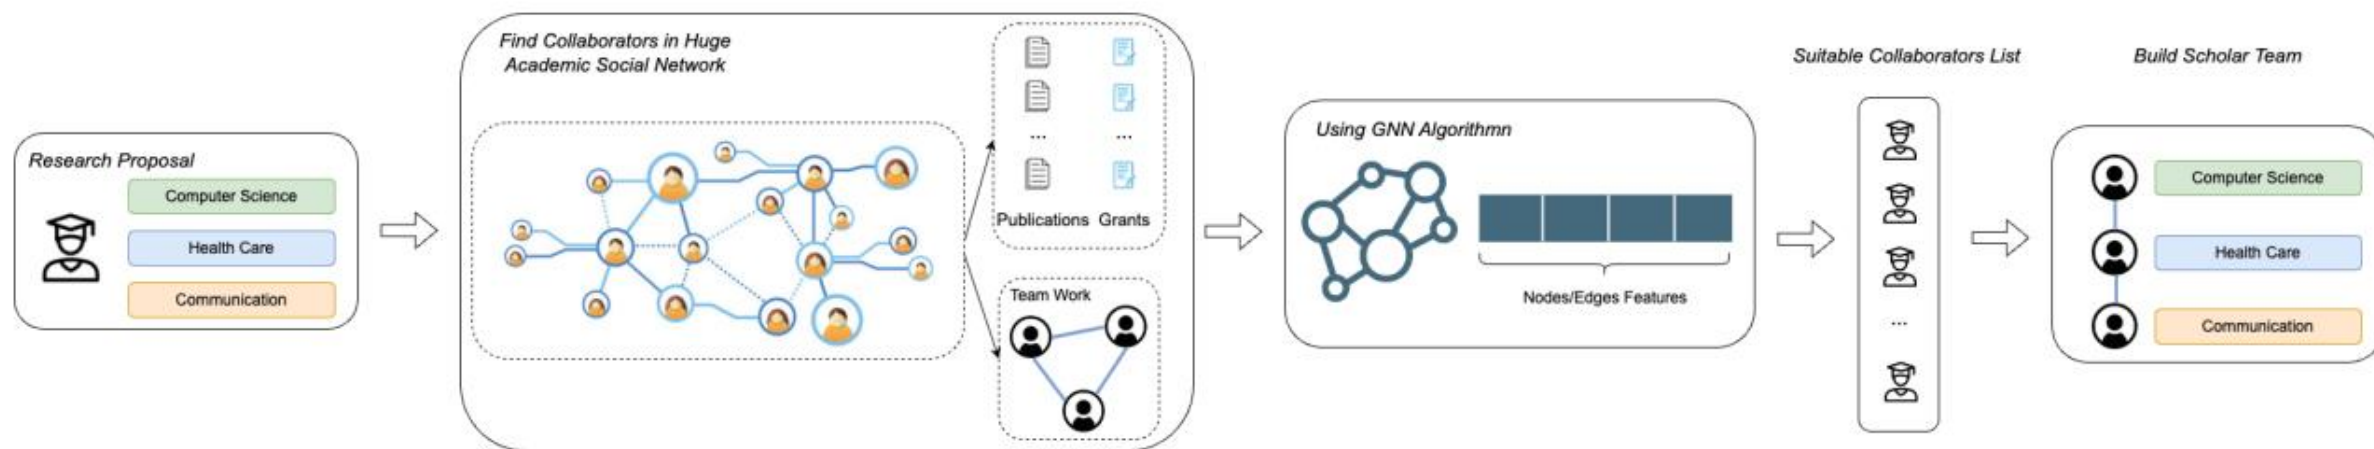 Research Proposal
Computer Science
Health Care
Communication
Find Collaborators in Huge
Academic Social Network
...
...
Publications Grants
Team Work
Using GNN Algorithmn
Nodes/Edges Features
Suitable Collaborators List
...
Build Scholar Team
Computer Science
Health Care
Communication